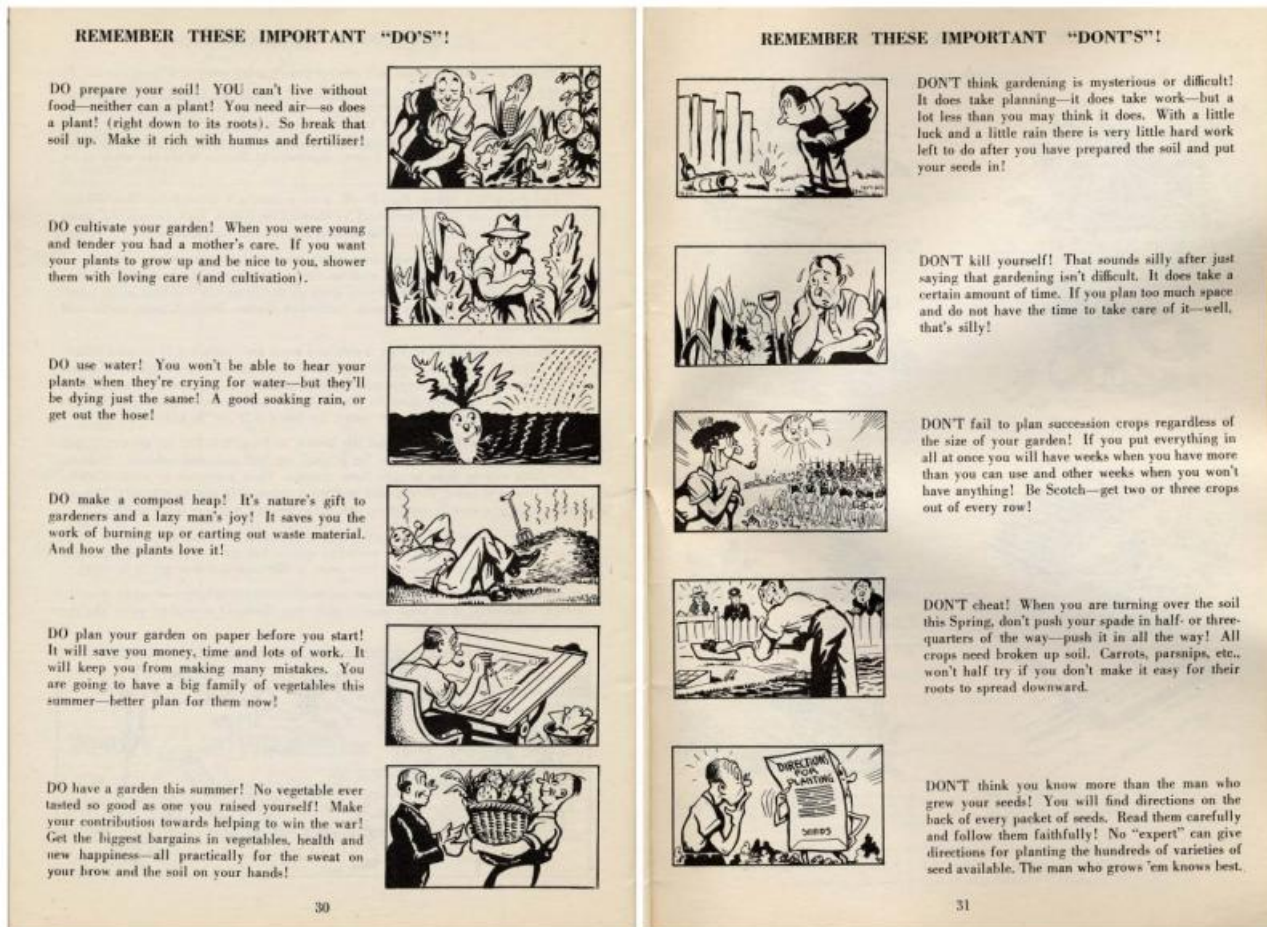 REMEMBER THESE IMPORTANT "DO'S"!
DO prepare your soil! YOU can't live without
food—neither can a plant! You need air—so does
a plant! (right down to its roots). So break that
soil up. Make it rich with humus and fertilizer!
DO cultivate your garden! When you were young
and tender you had a mother's care. If you want
your plants to grow up and be nice to you, shower
them with loving care (and cultivation).
DO use water! You won't be able to hear your
plants when they're crying for water—but they'll
be dying just the same! A good soaking rain, or
get out the hose!
DO make a compost heap! It's nature's gift to
gardeners and a lazy man's joy! It saves you the
work of burning up or carting out waste material.
And how the plants love it!
DO plan your garden on paper before you start!
It will save you money, time and lots of work. It
will keep you from making many mistakes. You
are going to have a big family of vegetables this
summer—better plan for them now!
DO have a garden this summer! No vegetable ever
tasted so good as one you raised yourself! Make
your contribution towards helping to win the war!
Get the biggest bargains in vegetables, health and
new happiness—all practically for the sweat on
your brow and the soil on your hands!
30
REMEMBER THESE IMPORTANT "DONT'S"!
DON'T think gardening is mysterious or difficult!
It does take planning—it does take work—but a
lot less than you may think it does. With a little
luck and a little rain there is very little hard work
left to do after you have prepared the soil and put
your seeds in!
DON'T kill yourself! That sounds silly after just
saying that gardening isn't difficult. It does take a
certain amount of time. If you plan too much space
and do not have the time to take care of it—well,
that's silly!
DON'T fail to plan succession crops regardless of
the size of your garden! If you put everything in
all at once you will have weeks when you have more
than you can use and other weeks when you won't
have anything! Be Scotch—get two or three crops
out of every row!
DON'T cheat! When you are turning over the soil
this Spring, don't push your spade in half- or three-
quarters of the way—push it in all the way! All
crops need broken up soil. Carrots, parsnips, etc.,
won't half try if you don't make it easy for their
roots to spread downward.
DIRECTIONS
FOR
PLANTING
SEEDS
DON'T think you know more than the man who
grew your seeds! You will find directions on the
back of every packet of seeds. Read them carefully
and follow them faithfully! No "expert" can give
directions for planting the hundreds of varieties of
seed available. The man who grows 'em knows best.
31